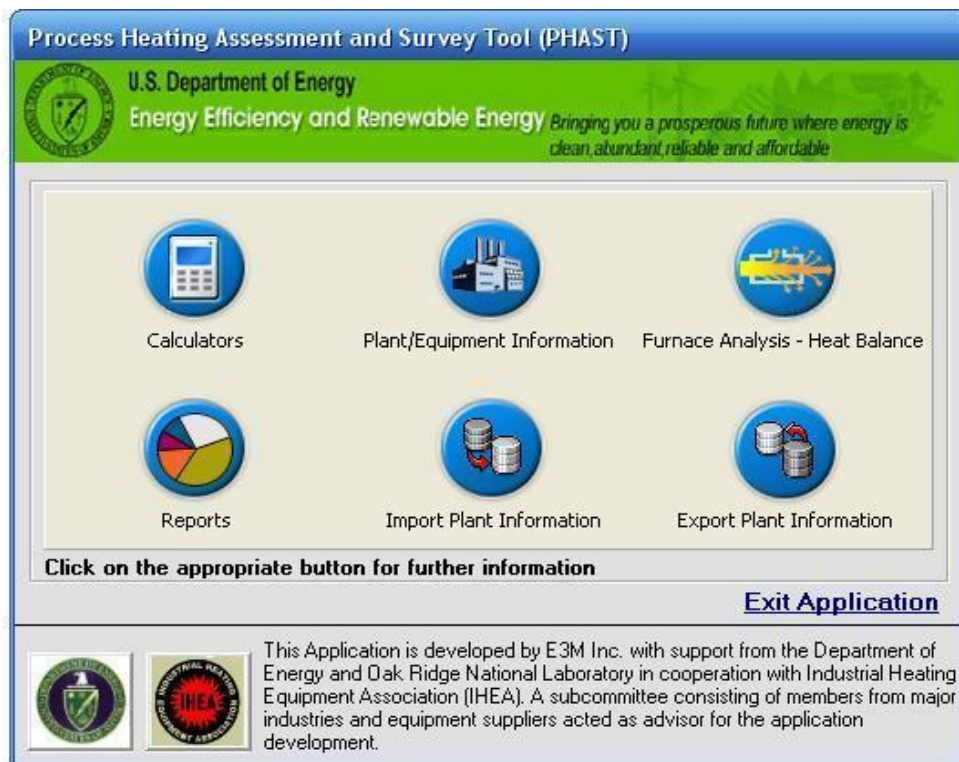 Process Heating Assessment and Survey Tool (PHAST)
U.S. Department of Energy
Energy Efficiency and Renewable Energy Bringing you a prosperous future where energy is
clean,abundant,reliable and affordable
Calculators
Plant/Equipment Information
Furnace Analysis - Heat Balance
Reports
Import Plant Information
Export Plant Information
Click on the appropriate button for further information
Exit Application
INDUSTRIAL HEATING
IHEA
EQUIPMENT ASSOCIATION
This Application is developed by E3M Inc. with support from the Department of
Energy and Oak Ridge National Laboratory in cooperation with Industrial Heating
Equipment Association (IHEA). A subcommittee consisting of members from major
industries and equipment suppliers acted as advisor for the application
development.